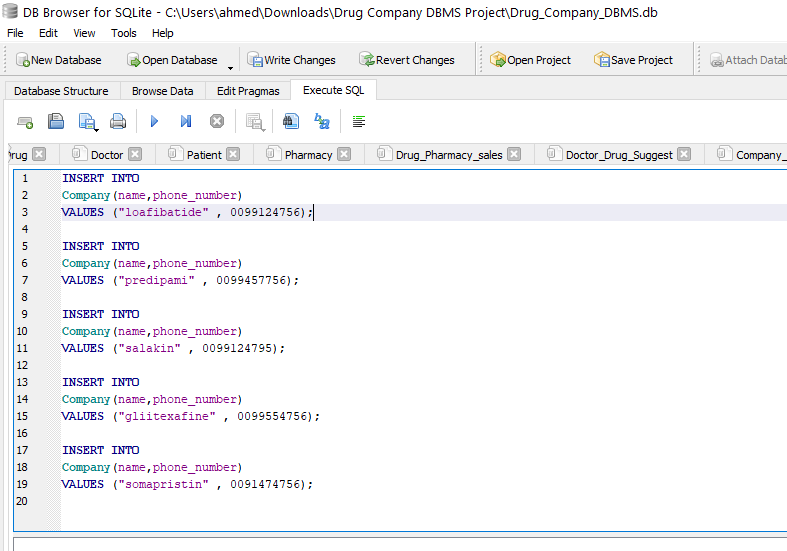 DB Browser for SQLite - C:\Users\ahmed\Downloads\Drug Company DBMS Project\Drug_Company_DBMS.db
File Edit View Tools Help
New Database Open Database Write Changes Revert Changes Open Project Save Project Attach Datab
Database Structure Browse Data Edit Pragmas Execute SQL
rug Doctor Patient Pharmacy Drug_Pharmacy_sales Doctor_Drug_Suggest Company_
1 INSERT INTO
2 Company(name,phone_number)
3 VALUES ("loafibatide" , 0099124756);
4
5 INSERT INTO
6 Company(name,phone_number)
7 VALUES ("predipami" , 0099457756);
8
9 INSERT INTO
10 Company(name,phone_number)
11 VALUES ("salakin" , 0099124795);
12
13 INSERT INTO
14 Company(name,phone_number)
15 VALUES ("gliitexafine" , 0099554756);
16
17 INSERT INTO
18 Company(name,phone_number)
19 VALUES ("somapristin" , 0091474756);
20